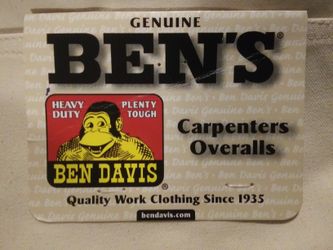 GENUINE
BEN'S®
HEAVY DUTY
PLENTY TOUGH
BEN DAVIS®
Carpenters
Overalls
Quality Work Clothing Since 1935
bendavis.com